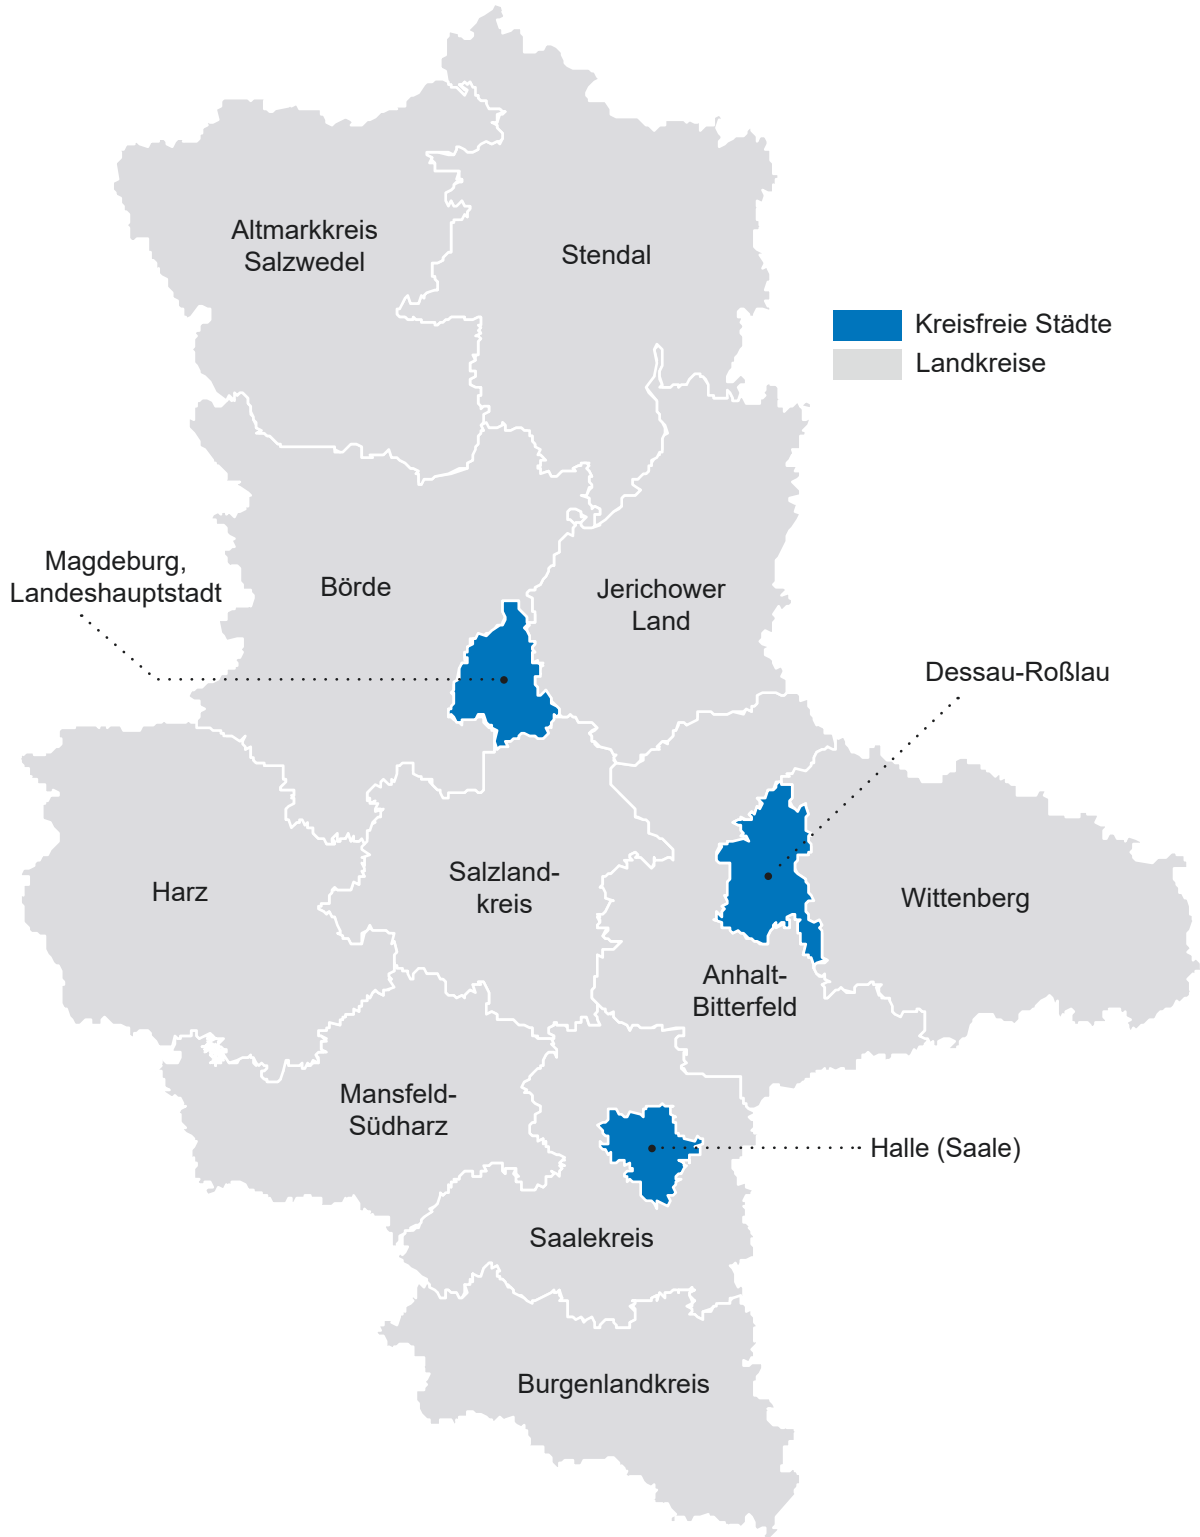 Altmarkkreis
Salzwedel
Stendal
Kreisfreie Städte
Landkreise
Magdeburg,
Landeshauptstadt
Börde
Jerichower
Land
Dessau-Roßlau
Harz
Salzland-
kreis
Wittenberg
Anhalt-
Bitterfeld
Mansfeld-
Südharz
Halle (Saale)
Saalekreis
Burgenlandkreis